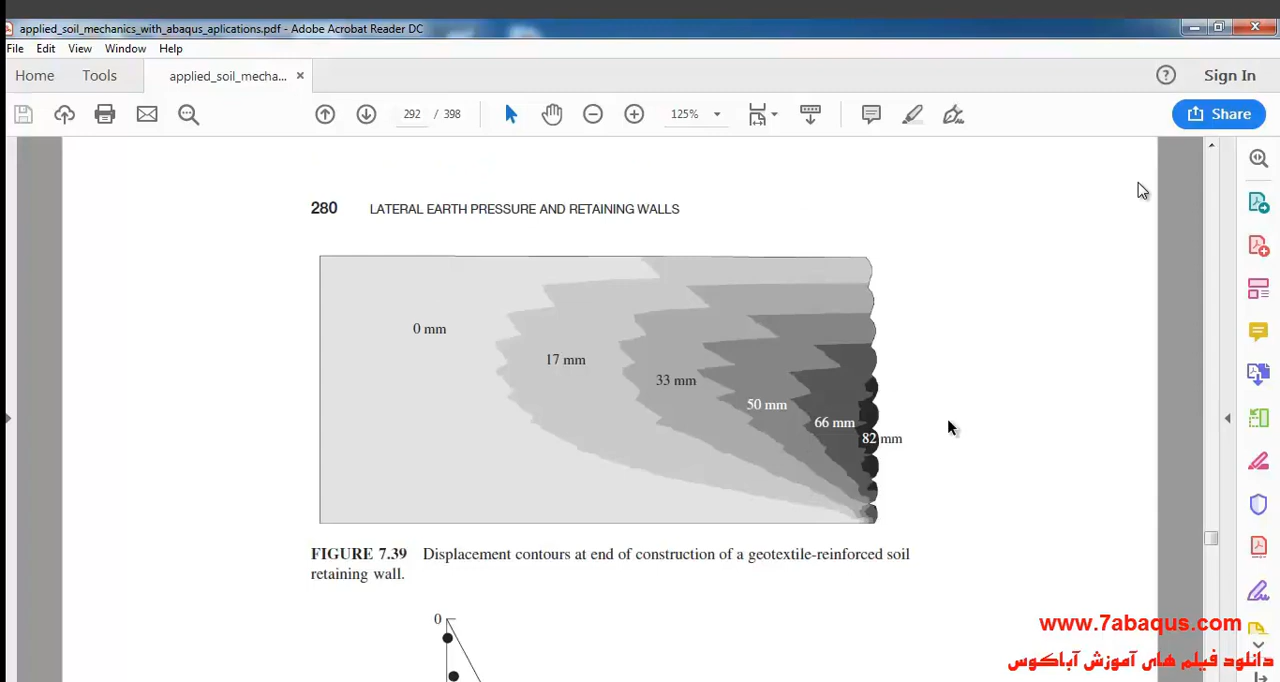 applied_soil_mechanics_with_abaqus_aplications.pdf - Adobe Acrobat Reader DC
File Edit View Window Help
Home Tools applied_soil_mecha... ×
Sign In
292 / 398 125%
Share
280 LATERAL EARTH PRESSURE AND RETAINING WALLS
0 mm
17 mm
33 mm
50 mm
66 mm
82 mm
FIGURE 7.39 Displacement contours at end of construction of a geotextile-reinforced soil
retaining wall.
0
www.7abaqus.com
دانلود فیلم های آموزش آباکوس